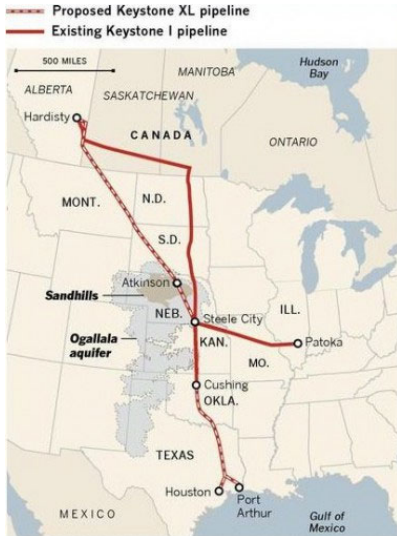 Proposed Keystone XL pipeline
Existing Keystone I pipeline
500 MILES
Hudson
Bay
MANITOBA
ALBERTA
SASKATCHEWAN
Hardisty
CANADA
ONTARIO
N.D.
MONT.
S.D.
Atkinson
Sandhills
NEB.
Steele City
ILL.
Ogallala
aquifer
KAN.
Patoka
MO.
Cushing
OKLA.
TEXAS
Houston
Port
Arthur
MEXICO
Gulf of
Mexico